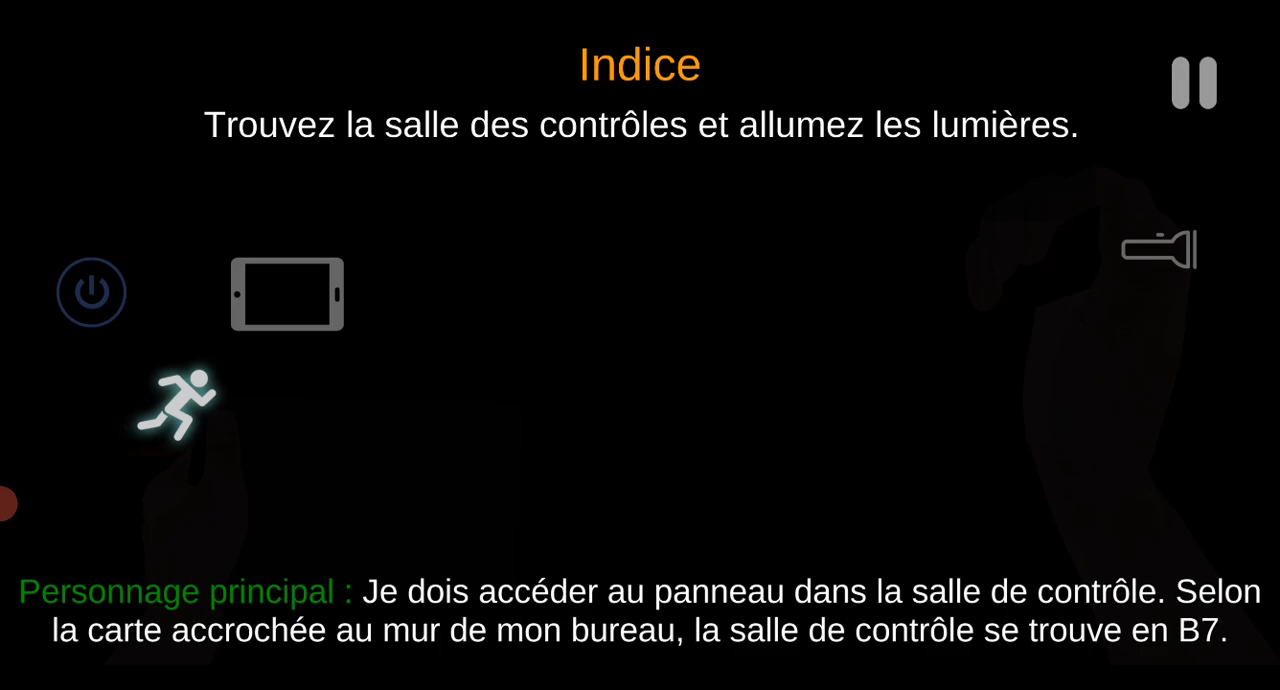 Indice
Trouvez la salle des contrôles et allumez les lumières.
Personnage principal : Je dois accéder au panneau dans la salle de contrôle. Selon
la carte accrochée au mur de mon bureau, la salle de contrôle se trouve en B7.